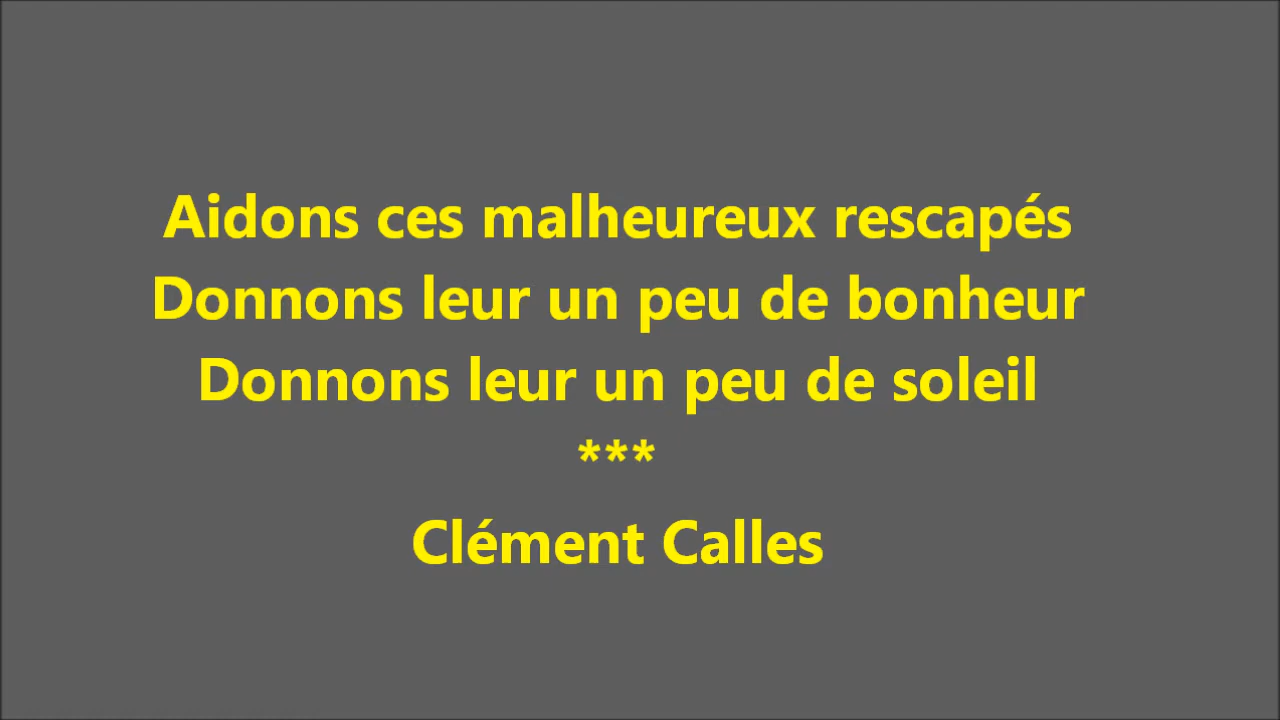 Aidons ces malheureux rescapés
Donnons leur un peu de bonheur
Donnons leur un peu de soleil
***
Clément Calles